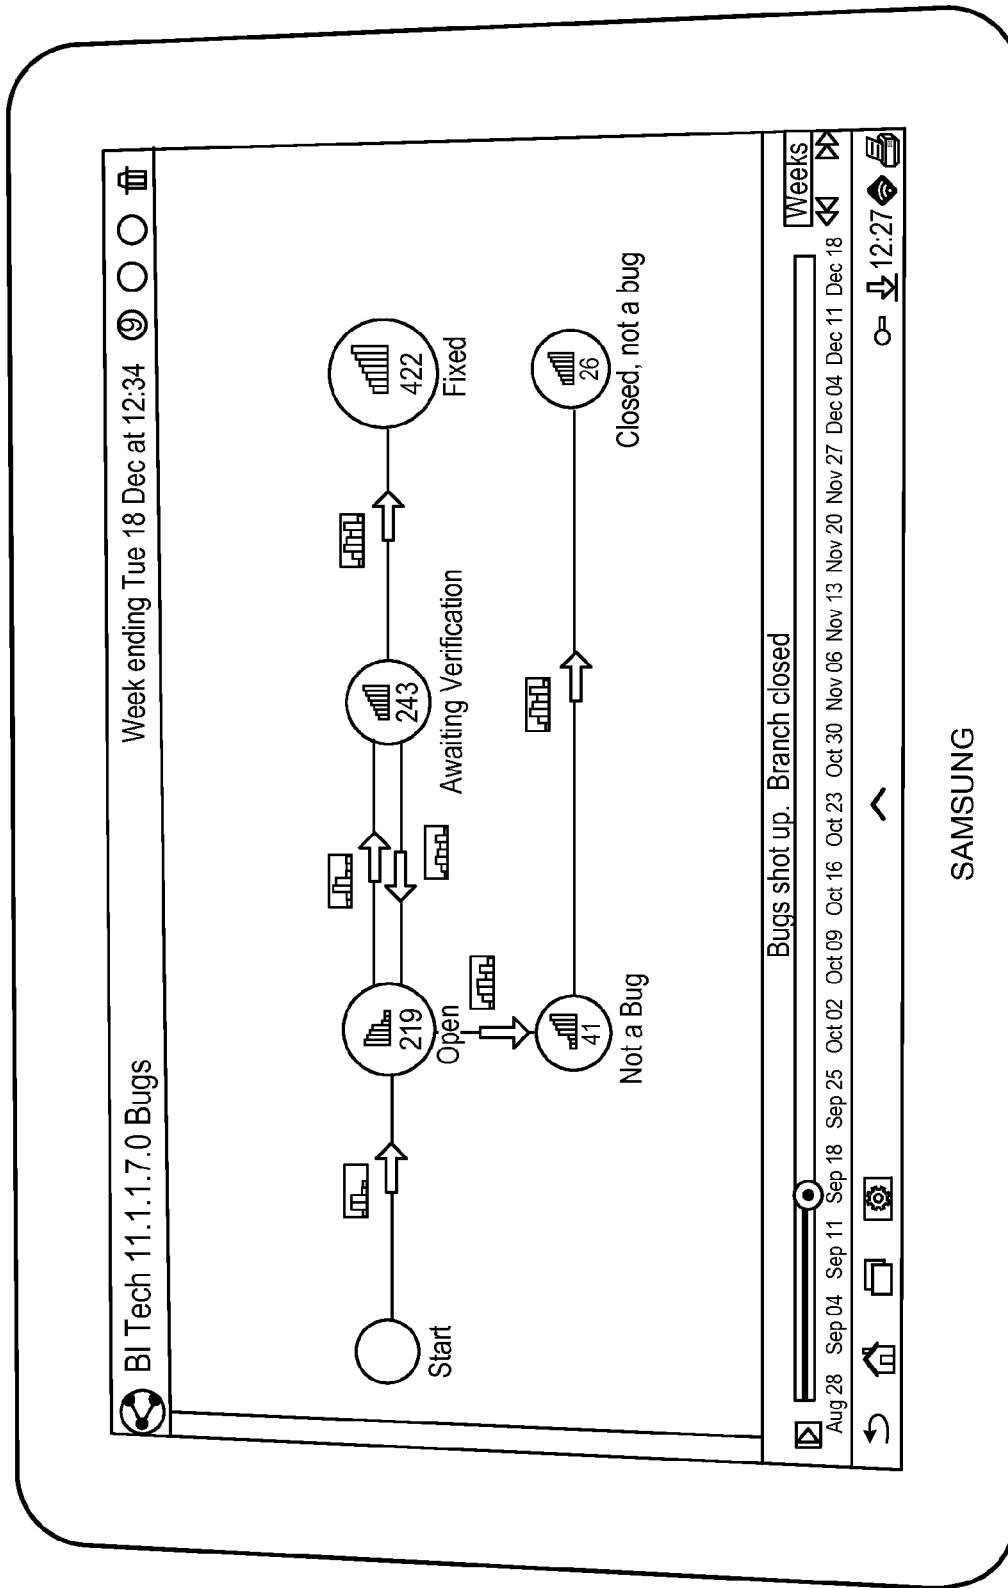 BI Tech 11.1.1.7.0 Bugs
Week ending Tue 18 Dec at 12:34
9
Start
219
Open
243
Awaiting Verification
422
Fixed
41
Not a Bug
26
Closed, not a bug
Bugs shot up. Branch closed
Weeks
Aug 28 Sep 04 Sep 11 Sep 18 Sep 25 Oct 02 Oct 09 Oct 16 Oct 23 Oct 30 Nov 06 Nov 13 Nov 20 Nov 27 Dec 04 Dec 11 Dec 18
12:27
SAMSUNG